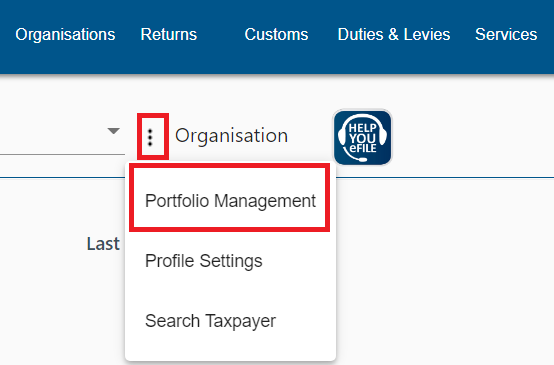 Organisations Returns Customs Duties & Levies Services
Organisation
HELP
YOU
eFILE
Portfolio Management
Last
Profile Settings
Search Taxpayer